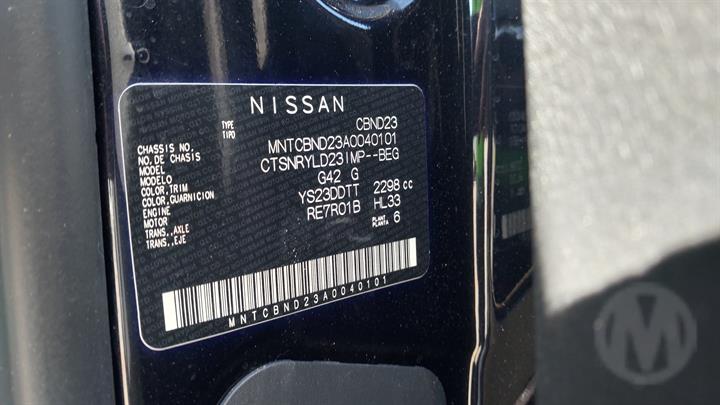 NISSAN
TYPE CBND23
TIPO
CHASSIS NO. MNTCBND23A0040101
NO. DE CHASIS
MODEL CTSNRYLD23IMP--BEG
MODELO
COLOR,TRIM G42 G
COLOR,GUARNICION
ENGINE YS23DDTT 2298 cc
MOTOR
TRANS.,AXLE RE7R01B HL33
TRANS.,EJE
PLANT 6
PLANTA
MNTCBND23A0040101
M